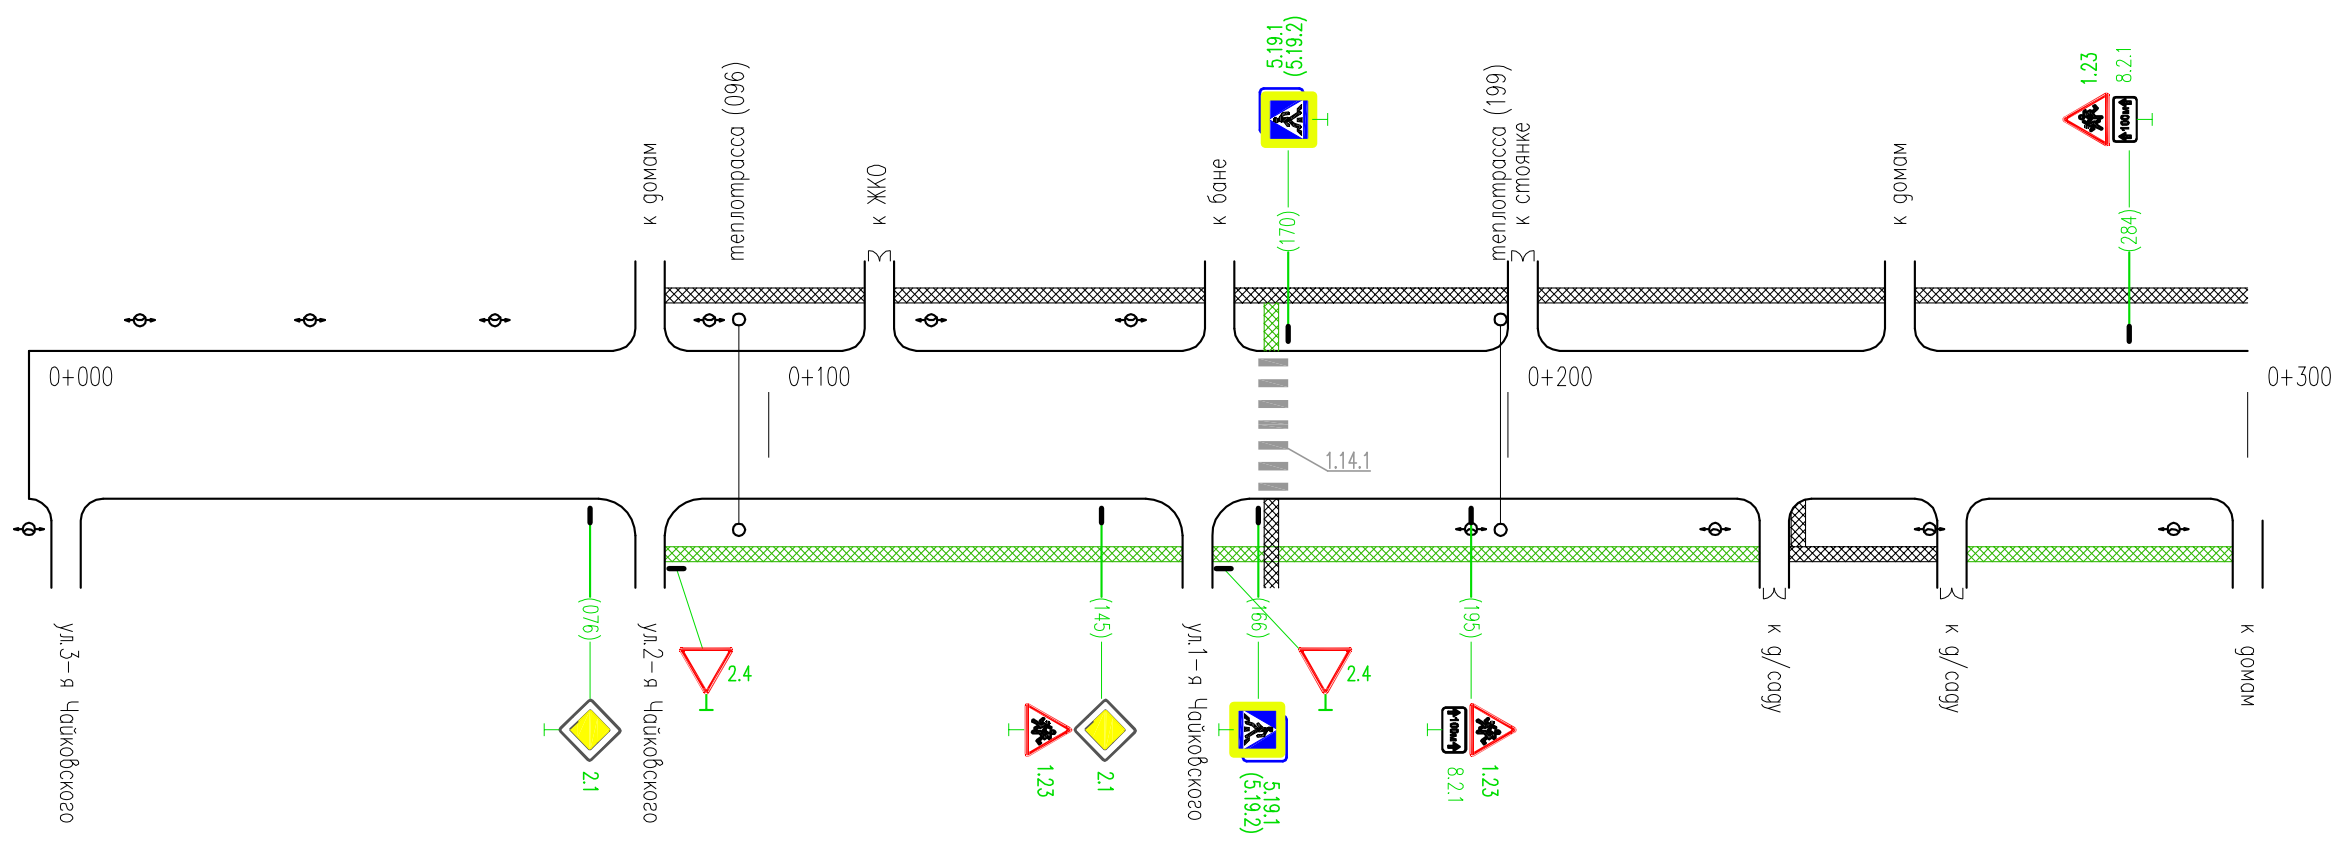 5.19.1
(5.19.2)
1.23
8.2.1
100м
к домам
теплотрасса (096)
к ЖКО
к бане
(170)
теплотрасса (199)
к стоянке
к домам
(284)
0+000
0+100
0+200
0+300
1.14.1
(076)
(145)
(166)
(195)
ул.3-я Чайковского
ул.2-я Чайковского
2.4
ул.1-я Чайковского
2.4
к д/саду
к д/саду
к домам
100м
2.1
1.23
2.1
5.19.1
(5.19.2)
8.2.1
1.23